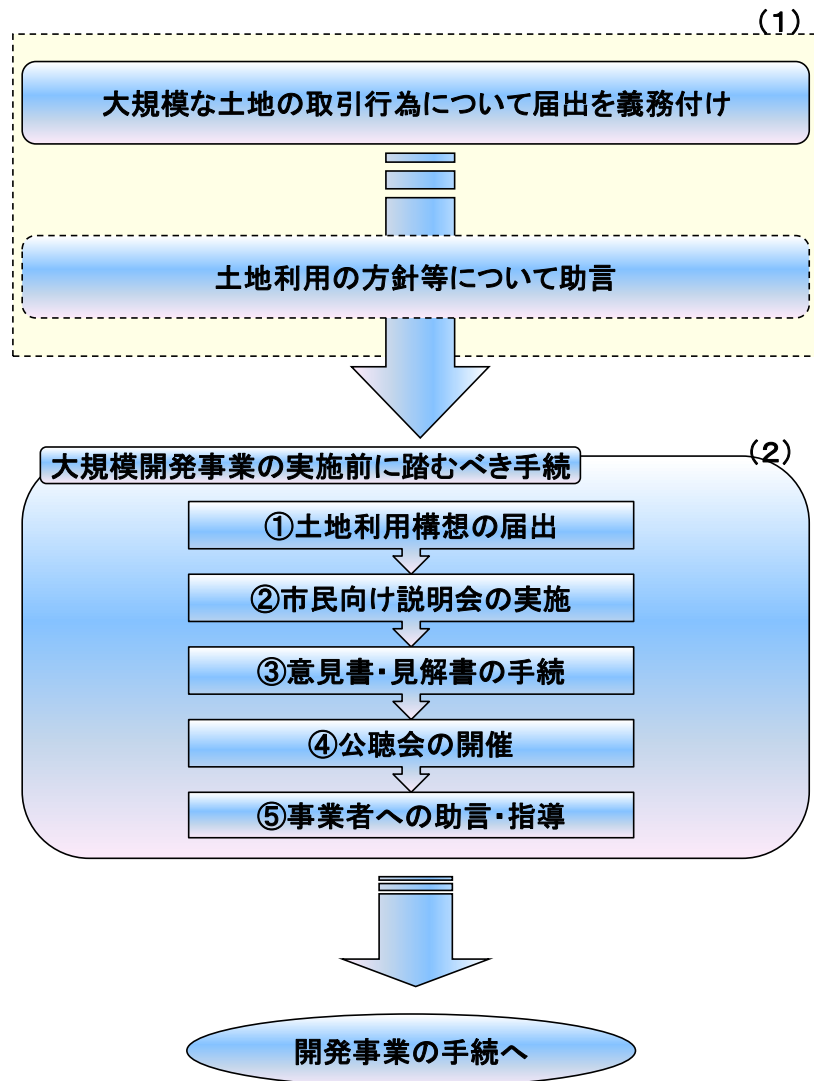 (1)
大規模な土地の取引行為について届出を義務付け
土地利用の方針等について助言
大規模開発事業の実施前に踏むべき手続
(2)
①土地利用構想の届出
②市民向け説明会の実施
③意見書・見解書の手続
④公聴会の開催
⑤事業者への助言・指導
開発事業の手続へ